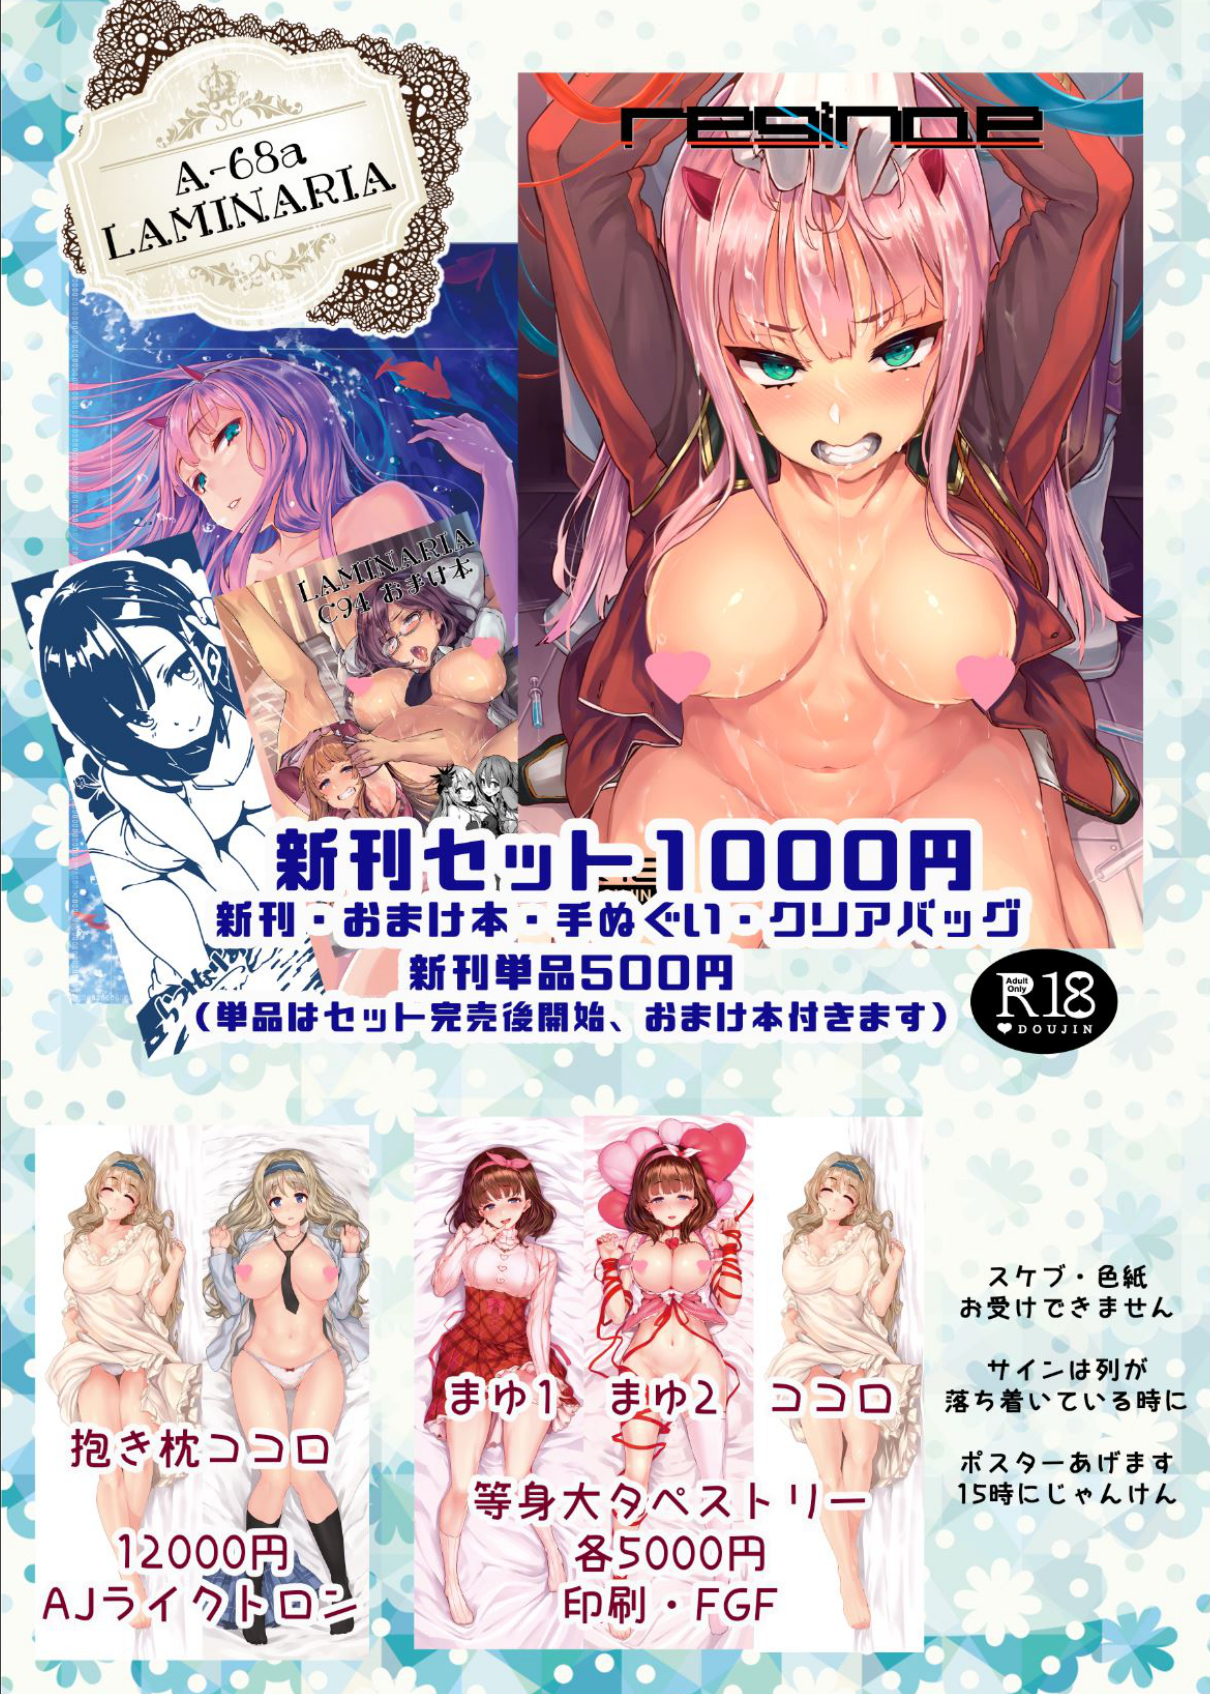 A-68a
LAMINARIA
LAMINARIA
C94 おまけ本
新刊セット1000円
新刊・おまけ本・手ぬぐい・クリアバッグ
新刊単品500円
（単品はセット完売後開始、おまけ本付きます）
Adult
Only
R18
DOUJIN
抱き枕ココロ
12000円
AJライクトロン
まゆ1 まゆ2 ココロ
等身大タペストリー
各5000円
印刷・FGF
スケブ・色紙
お受けできません
サインは列が
落ち着いている時に
ポスターあげます
15時にじゃんけん